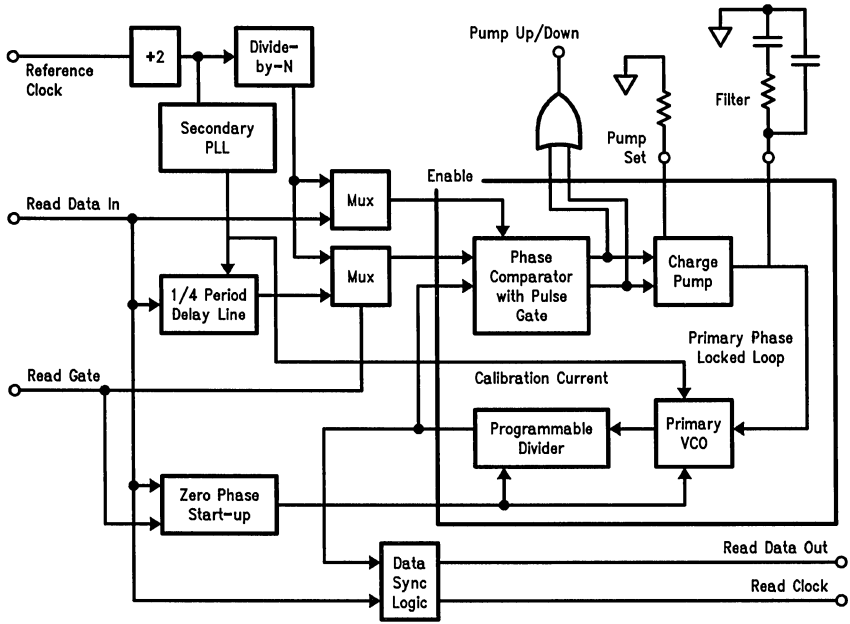 Reference
Clock
+2
Divide-
by-N
Secondary
PLL
Pump Up/Down
Pump
Set
Filter
Enable
Read Data In
Mux
Mux
1/4 Period
Delay Line
Phase
Comparator
with Pulse
Gate
Charge
Pump
Primary Phase
Locked Loop
Read Gate
Calibration Current
Programmable
Divider
Primary
VCO
Zero Phase
Start-up
Data
Sync
Logic
Read Data Out
Read Clock